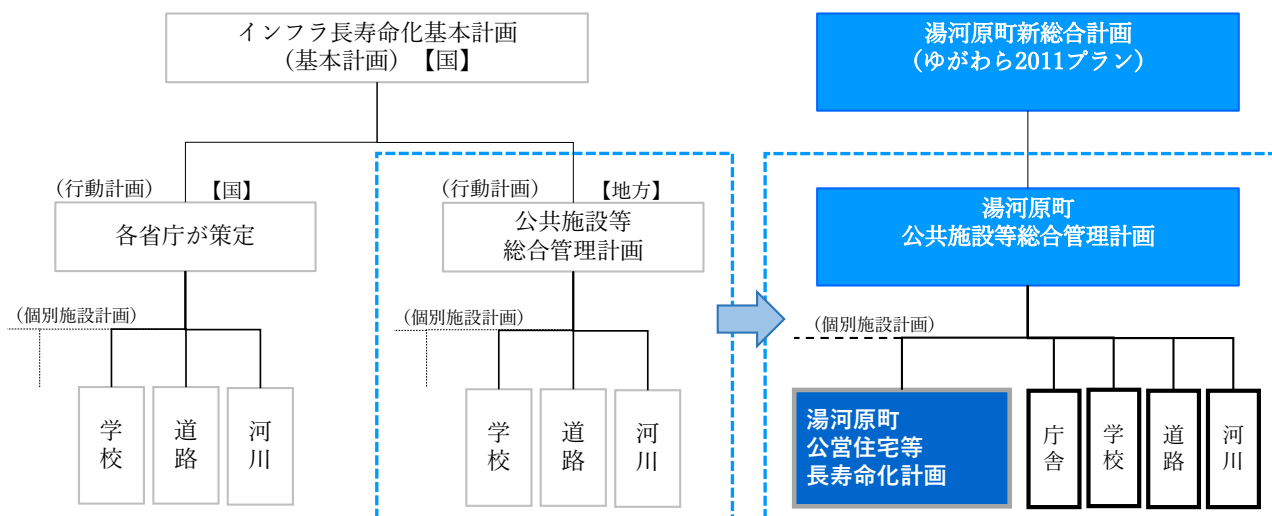 インフラ長寿命化基本計画
(基本計画)【国】
湯河原町新総合計画
(ゆがわら2011プラン)
(行動計画)
【国】
各省庁が策定
(行動計画)
【地方】
公共施設等
総合管理計画
湯河原町
公共施設等総合管理計画
(個別施設計画)
学校
道路
河川
(個別施設計画)
学校
道路
河川
(個別施設計画)
湯河原町
公営住宅等
長寿命化計画
庁舎
学校
道路
河川